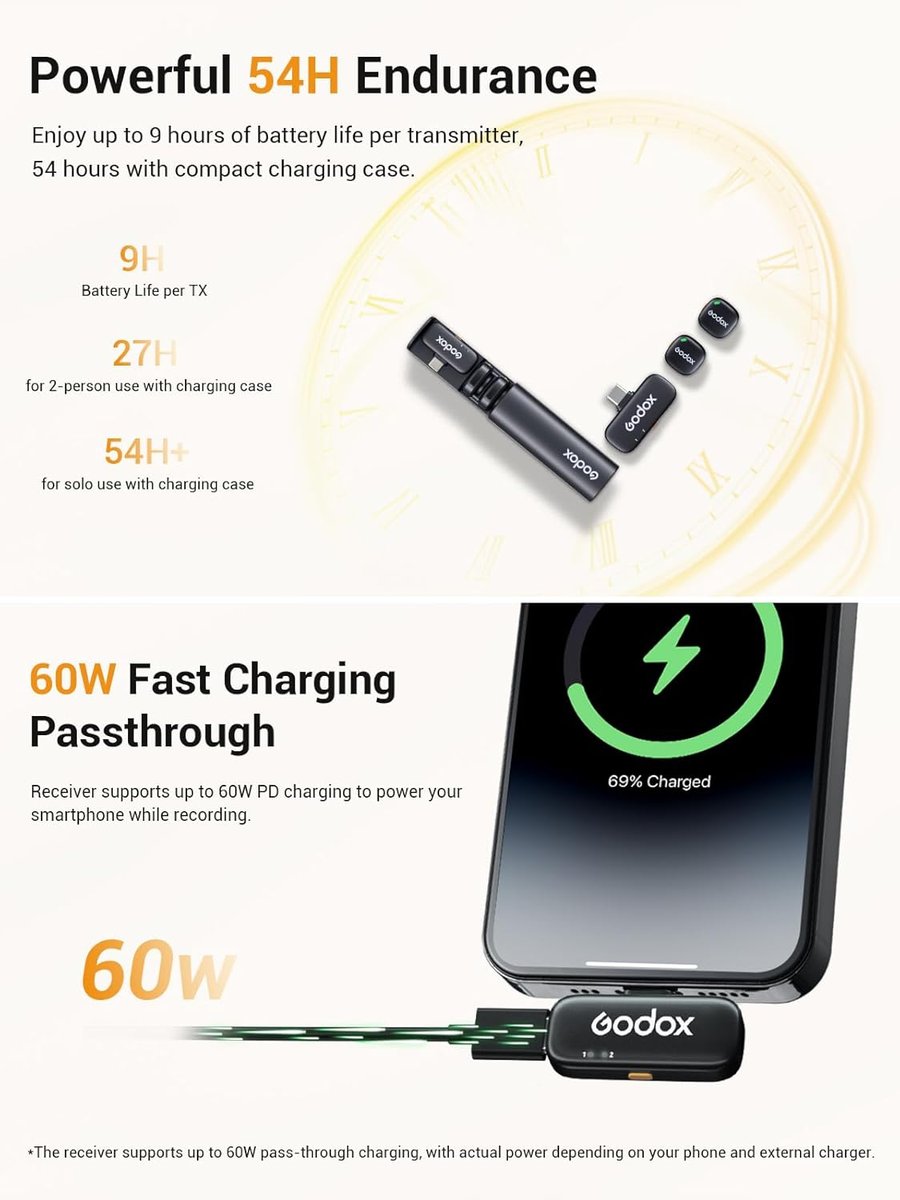 Powerful 54H Endurance
Enjoy up to 9 hours of battery life per transmitter,
54 hours with compact charging case.
9H
Battery Life per TX
27H
for 2-person use with charging case
54H+
for solo use with charging case
Godox
Godox
Godox
Godox
Godox
60W Fast Charging
Passthrough
Receiver supports up to 60W PD charging to power your
smartphone while recording.
69% Charged
60w
Godox
1 2
*The receiver supports up to 60W pass-through charging, with actual power depending on your phone and external charger.